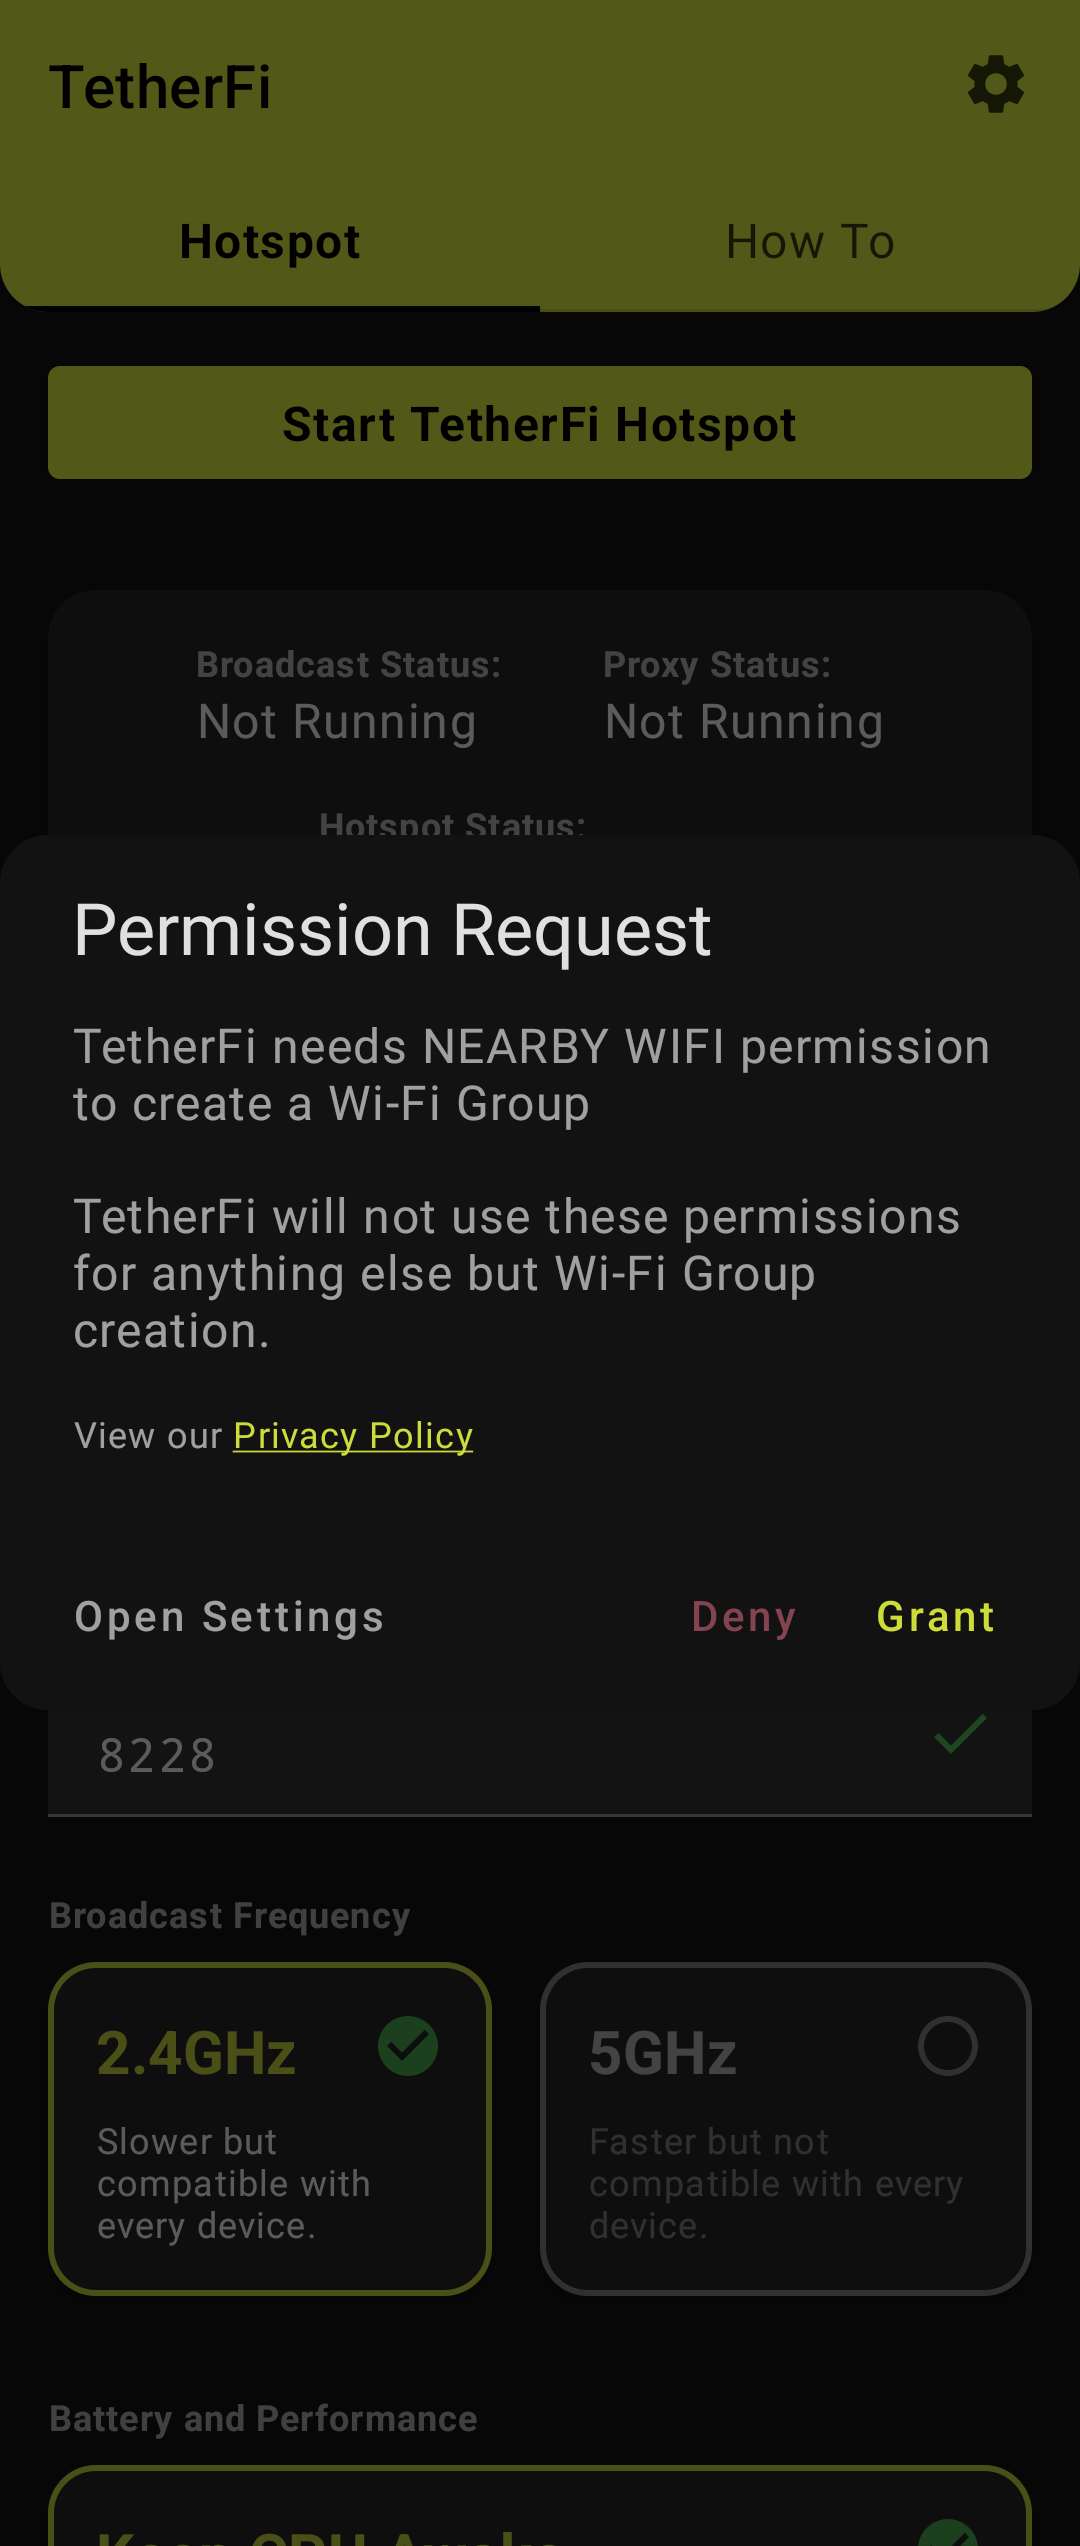 TetherFi
Hotspot
How To
Start TetherFi Hotspot
Broadcast Status:
Proxy Status:
Not Running
Not Running
Hotspot Status:
Permission Request
TetherFi needs NEARBY WIFI permission
to create a Wi-Fi Group
TetherFi will not use these permissions
for anything else but Wi-Fi Group
creation.
View our Privacy Policy
Open Settings
Deny
Grant
8228
Broadcast Frequency
2.4GHz
Slower but
compatible with
every device.
5GHz
Faster but not
compatible with every
device.
Battery and Performance
Keep CPU Awake